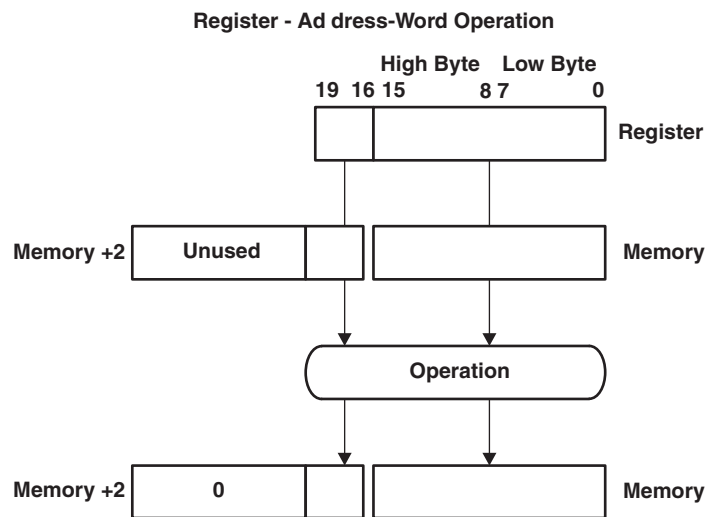 Register - Ad dress-Word Operation
High Byte Low Byte
19 16 15 8 7 0
Register
Memory +2 Unused Memory
Operation
Memory +2 0 Memory